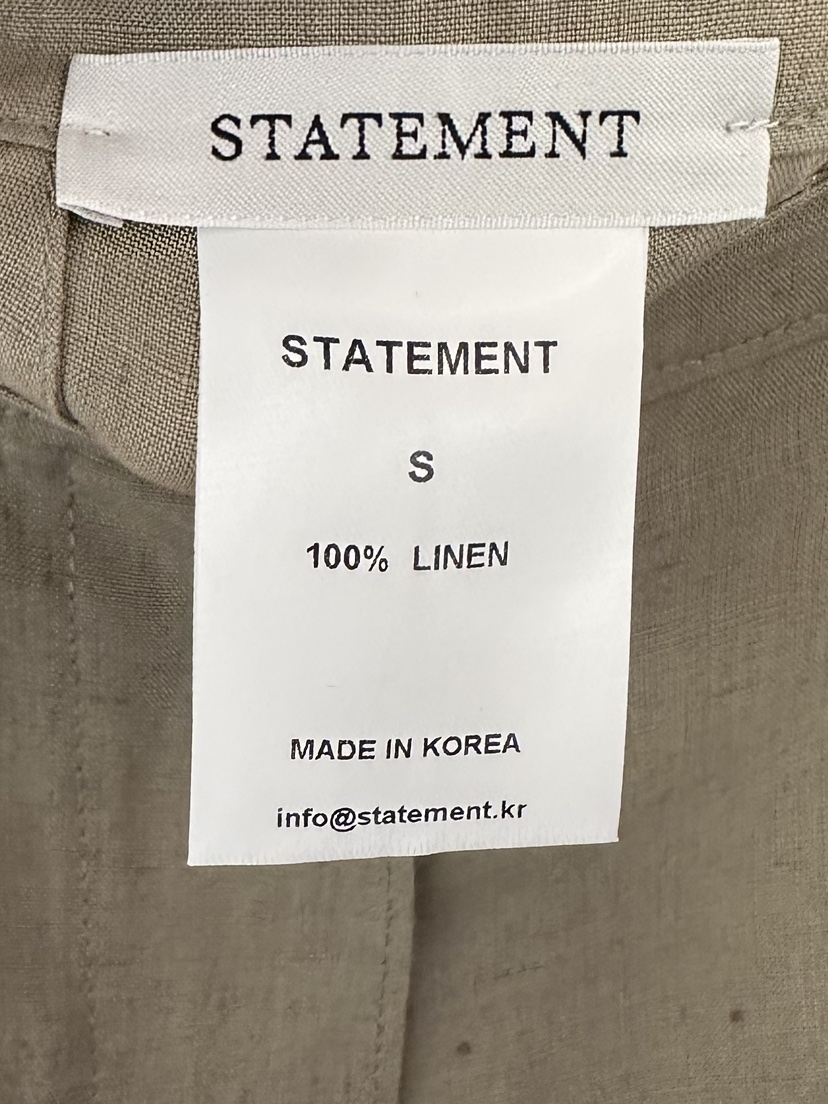 STATEMENT
STATEMENT
S
100% LINEN
MADE IN KOREA
info@statement.kr